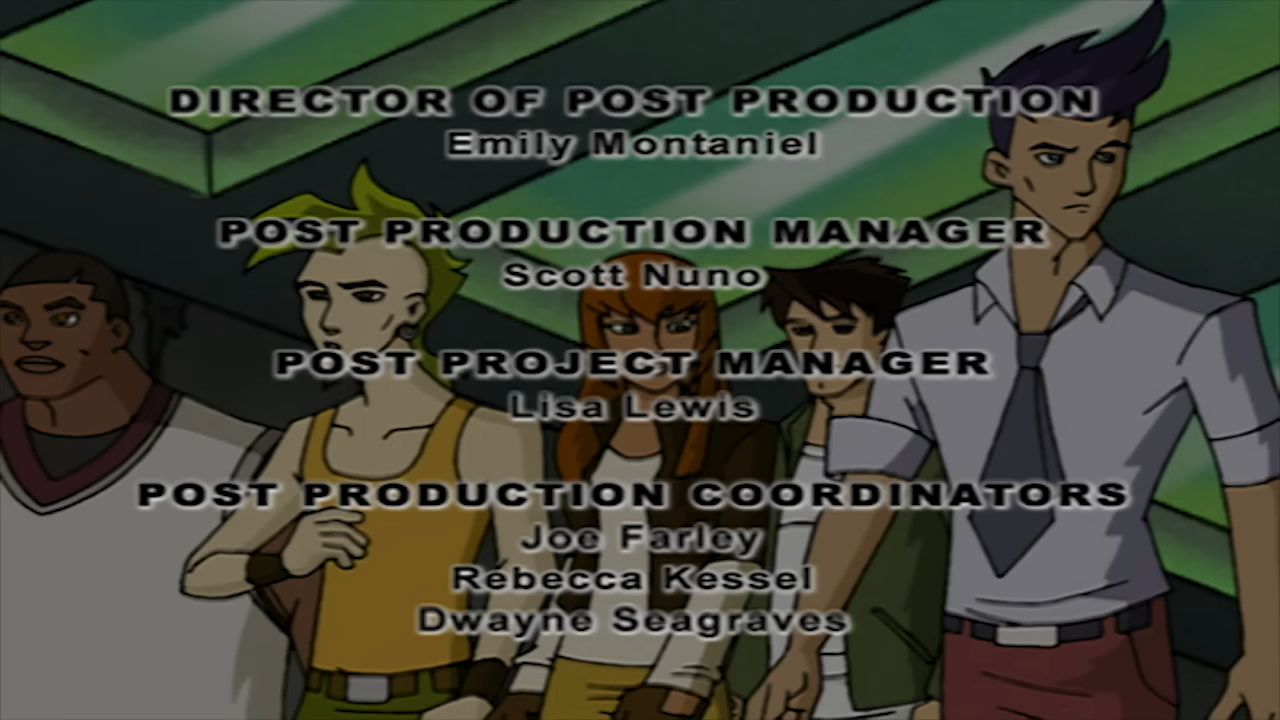 DIRECTOR OF POST PRODUCTION
Emily Montaniel
POST PRODUCTION MANAGER
Scott Nuno
POST PROJECT MANAGER
Lisa Lewis
POST PRODUCTION COORDINATORS
Joe Farley
Rebecca Kessel
Dwayne Seagraves